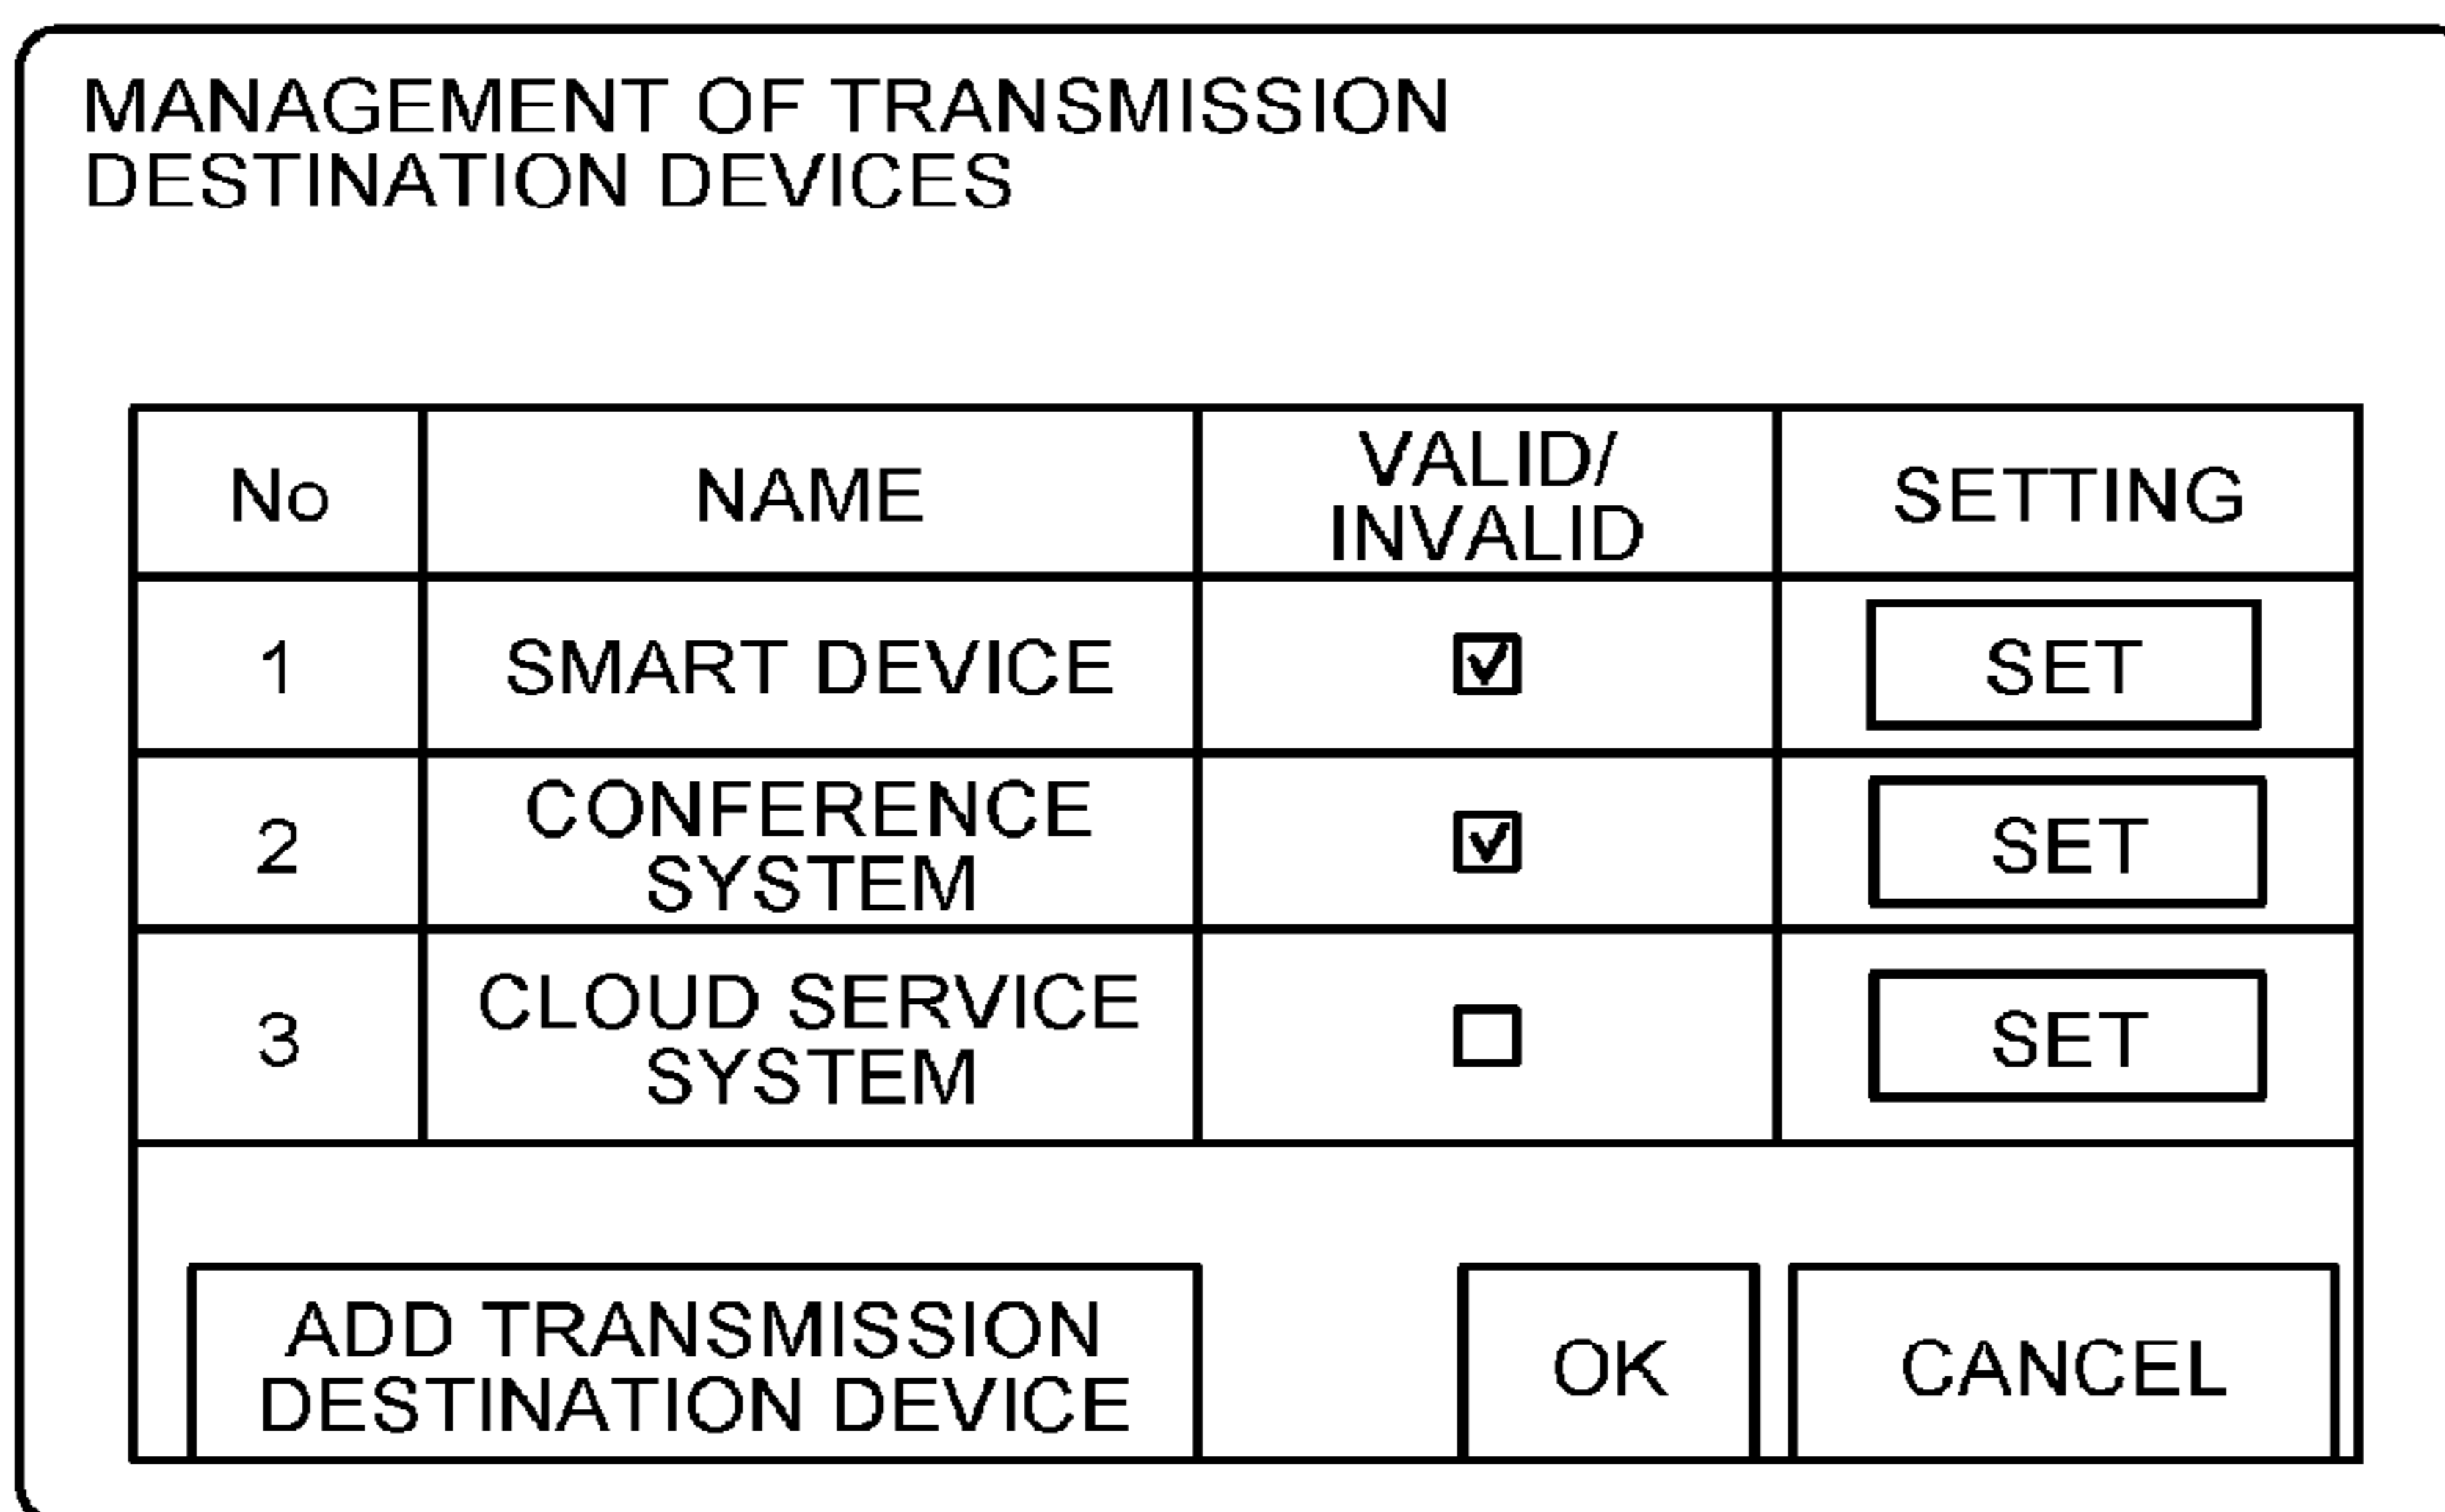 MANAGEMENT OF TRANSMISSION
DESTINATION DEVICES
No NAME VALID/
INVALID SETTING
1 SMART DEVICE SET
2 CONFERENCE
SYSTEM SET
3 CLOUD SERVICE
SYSTEM SET
ADD TRANSMISSION
DESTINATION DEVICE OK CANCEL